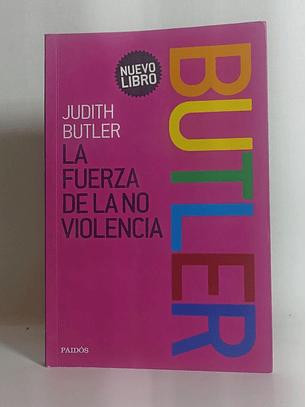 NUEVO
LIBRO
JUDITH
BUTLER
LA
FUERZA
DE LA NO
VIOLENCIA
BUTLER
PAIDÓS